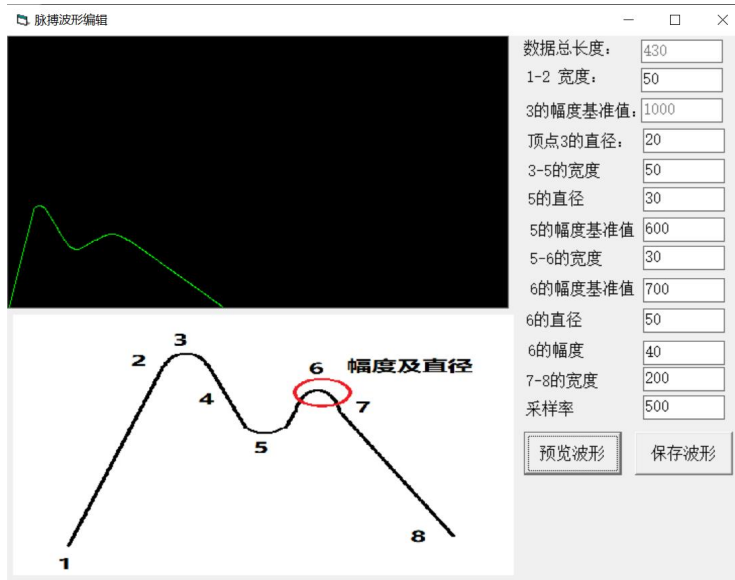 脉搏波形编辑
数据总长度： 430
1-2 宽度： 50
3的幅度基准值： 1000
顶点3的直径： 20
3-5的宽度 50
5的直径 30
5的幅度基准值 600
5-6的宽度 30
6的幅度基准值 700
6的直径 50
6的幅度 40
7-8的宽度 200
采样率 500
预览波形 保存波形
3
2
6 幅度及直径
4
7
5
8
1